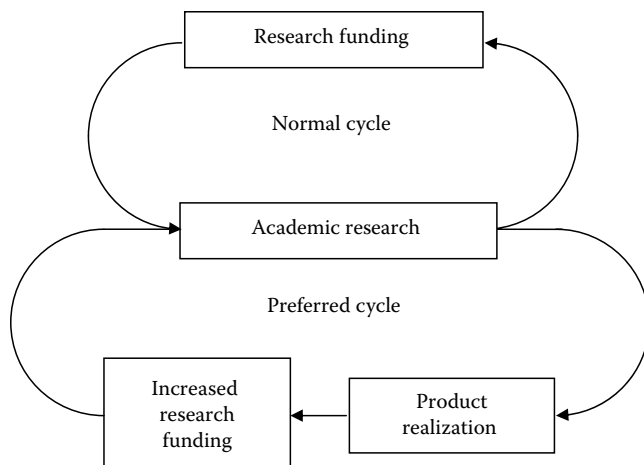 Research funding
Normal cycle
Academic research
Preferred cycle
Increased
research
funding
Product
realization